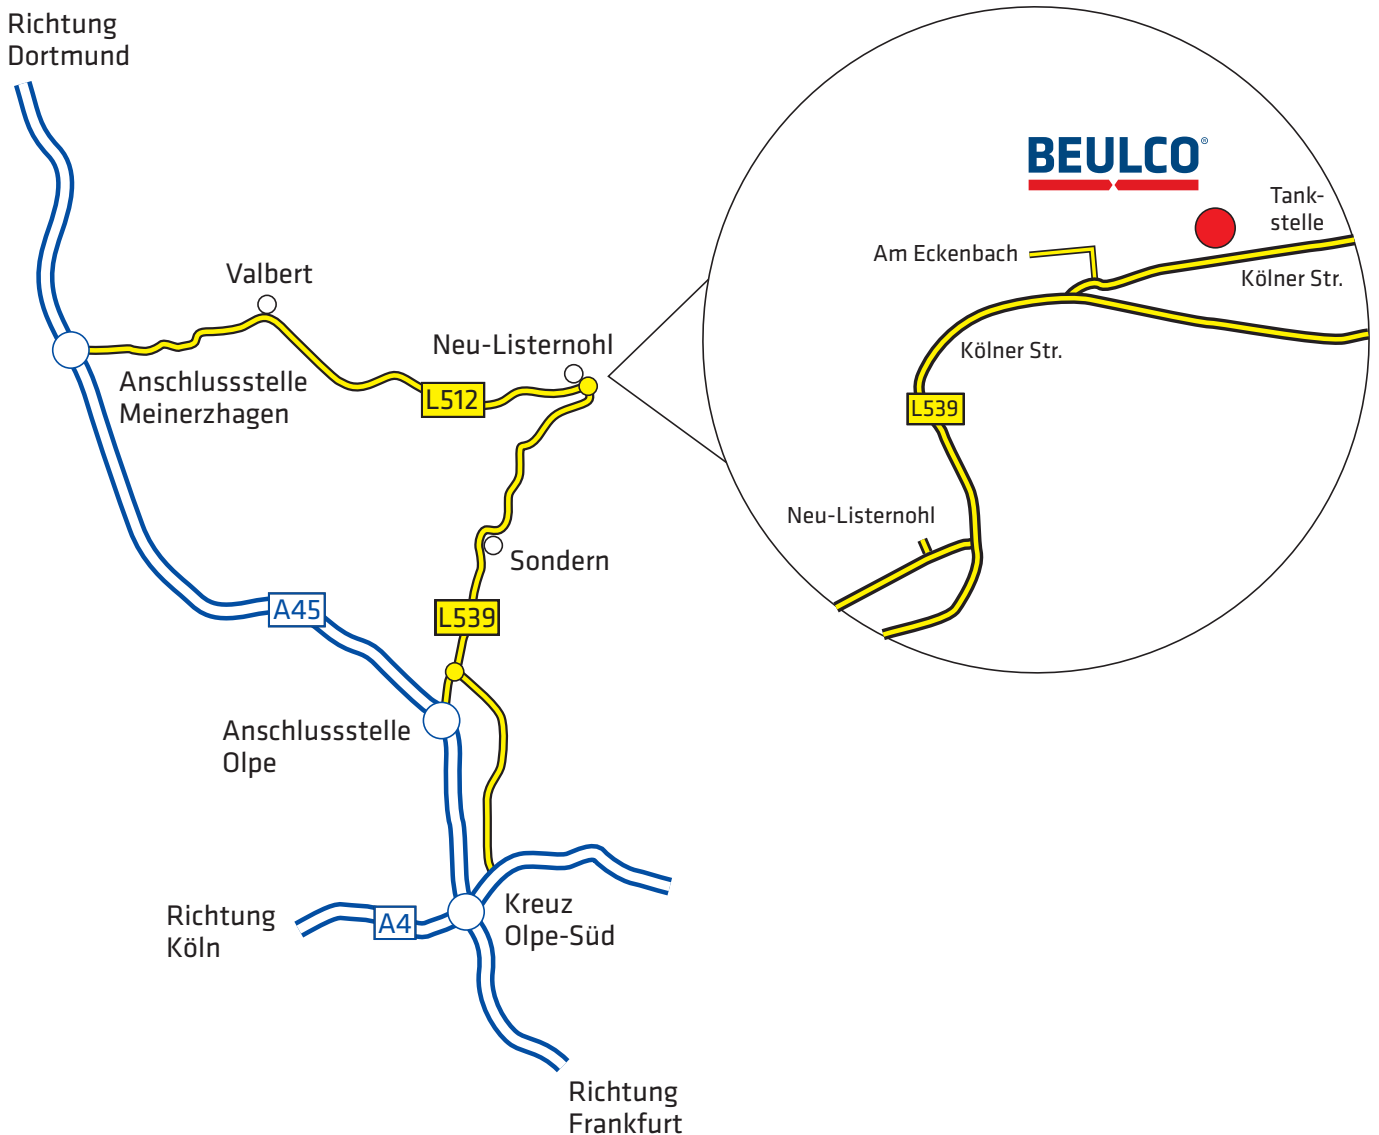 Richtung
Dortmund
Valbert
Neu-Listernohl
Anschlussstelle
Meinerzhagen
L512
Sondern
L539
A45
Anschlussstelle
Olpe
Richtung
Köln
A4
Kreuz
Olpe-Süd
Richtung
Frankfurt
BEULCO®
Tank-
stelle
Am Eckenbach
Kölner Str.
Kölner Str.
L539
Neu-Listernohl